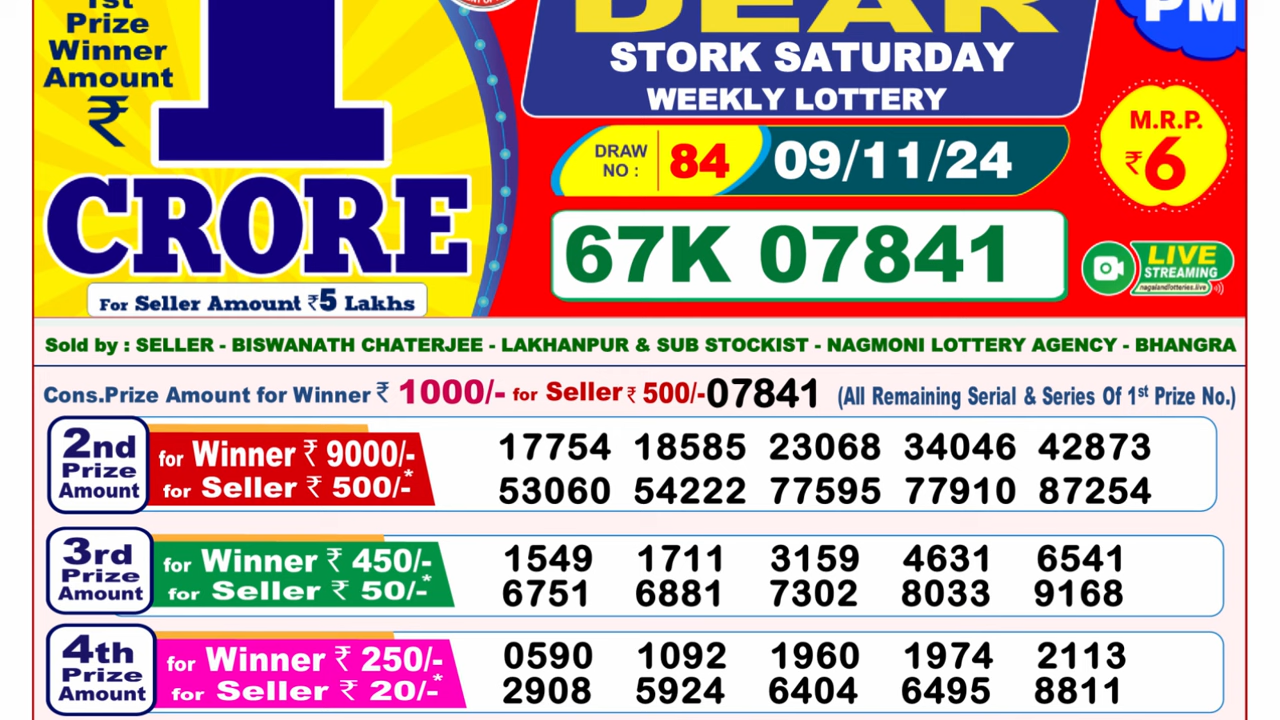 1st
Prize
Winner
Amount
₹
1
CRORE
For Seller Amount ₹5 Lakhs
DEAR
STORK SATURDAY
WEEKLY LOTTERY
PM
DRAW
NO :
84
09/11/24
M.R.P.
₹6
67K 07841
LIVE
STREAMING
nagalandlotteries.live
Sold by : SELLER - BISWANATH CHATERJEE - LAKHANPUR & SUB STOCKIST - NAGMONI LOTTERY AGENCY - BHANGRA
Cons.Prize Amount for Winner ₹ 1000/- for Seller ₹ 500/- 07841 (All Remaining Serial & Series Of 1st Prize No.)
2nd
Prize
Amount
for Winner ₹ 9000/-
for Seller ₹ 500/-*
17754 18585 23068 34046 42873
53060 54222 77595 77910 87254
3rd
Prize
Amount
for Winner ₹ 450/-
for Seller ₹ 50/-*
1549 1711 3159 4631 6541
6751 6881 7302 8033 9168
4th
Prize
Amount
for Winner ₹ 250/-
for Seller ₹ 20/-*
0590 1092 1960 1974 2113
2908 5924 6404 6495 8811